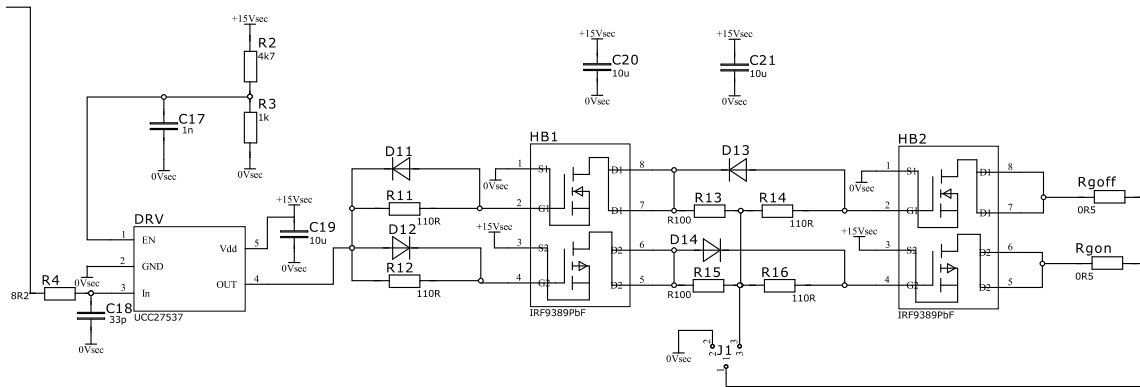 +15Vsec
R2
4k7
R3
1k
0Vsec
C17
1n
0Vsec
+15Vsec
C20
10u
0Vsec
+15Vsec
C21
10u
0Vsec
+15Vsec
C19
10u
0Vsec
DRV
1
EN
2
GND
0Vsec
3
In
Vdd
5
OUT
4
UCC27537
8R2
R4
C18
33p
0Vsec
D11
R11
110R
D12
R12
110R
HB1
1
S1
0Vsec
2
G1
+15Vsec
3
S2
4
G2
D1
8
D1
7
D2
6
D2
5
IRF9389PbF
D13
R13
R100
R14
110R
D14
R15
R100
R16
110R
HB2
1
S1
0Vsec
2
G1
+15Vsec
3
S2
4
G2
D1
8
D1
7
D2
6
D2
5
IRF9389PbF
Rgoff
0R5
Rgon
0R5
0Vsec
2
2
J1
3
3
1
1